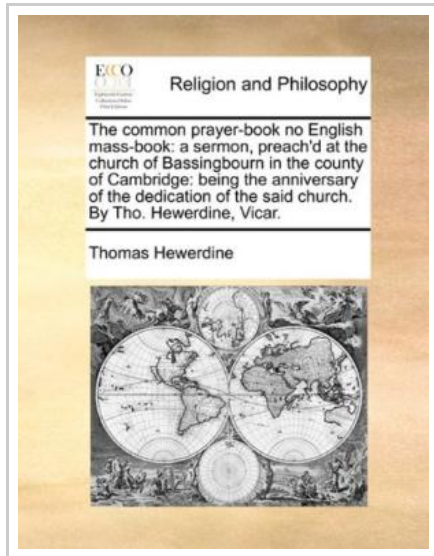 ECCO
Religion and Philosophy
The common prayer-book no English
mass-book: a sermon, preach'd at the
church of Bassingbourn in the county
of Cambridge: being the anniversary
of the dedication of the said church.
By Tho. Hewerdine, Vicar.
Thomas Hewerdine